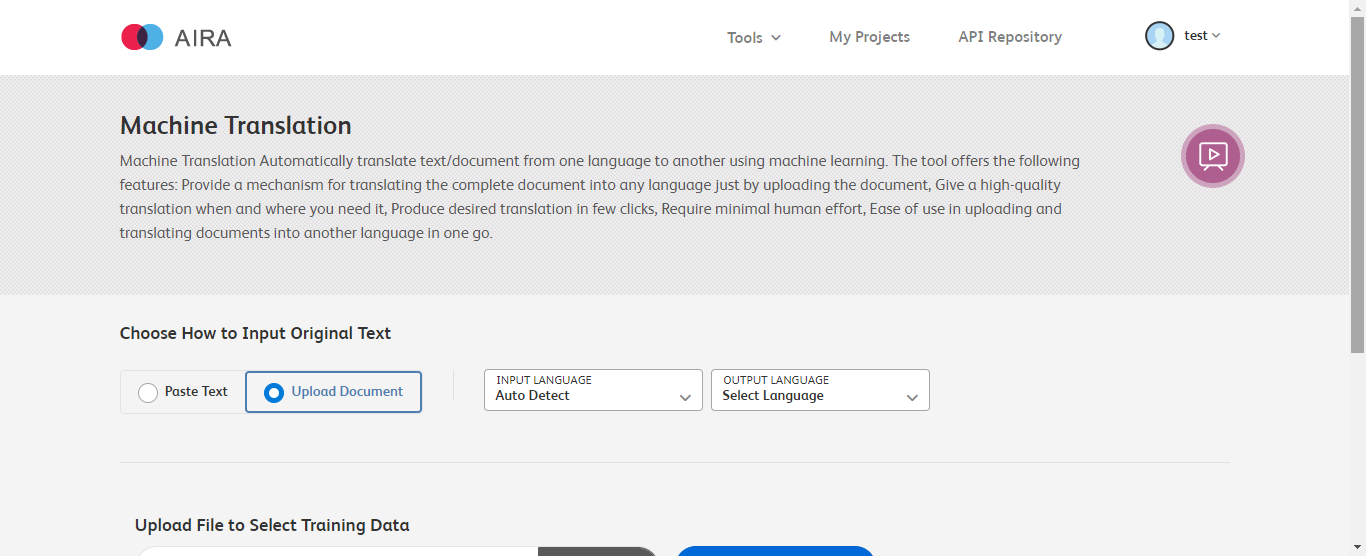 AIRA
Tools
My Projects
API Repository
test
Machine Translation
Machine Translation Automatically translate text/document from one language to another using machine learning. The tool offers the following
features: Provide a mechanism for translating the complete document into any language just by uploading the document, Give a high-quality
translation when and where you need it, Produce desired translation in few clicks, Require minimal human effort, Ease of use in uploading and
translating documents into another language in one go.
Choose How to Input Original Text
Paste Text
Upload Document
INPUT LANGUAGE
Auto Detect
OUTPUT LANGUAGE
Select Language
Upload File to Select Training Data